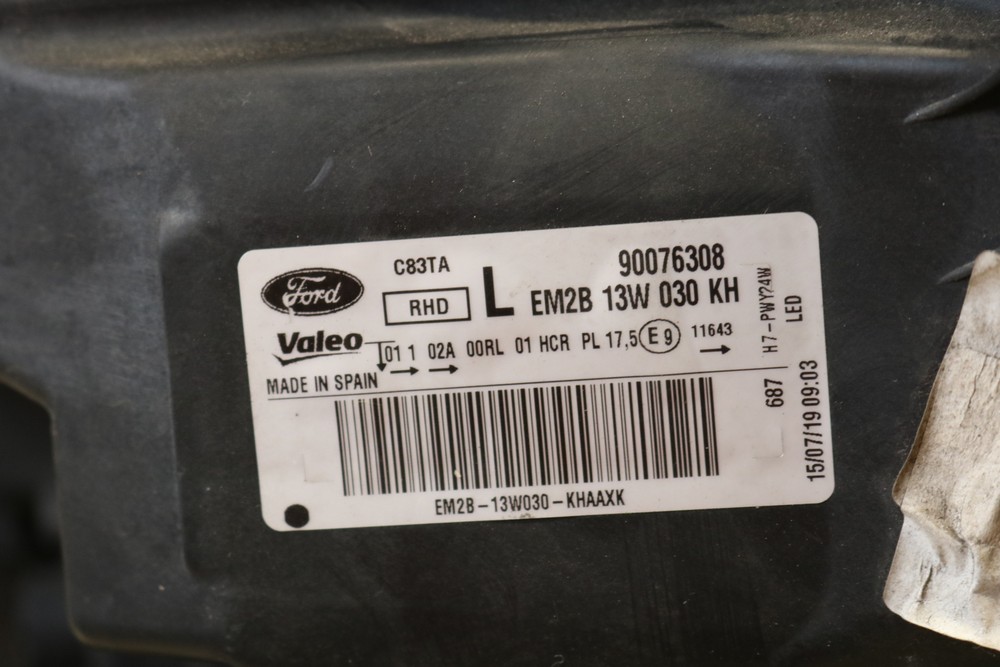 Ford
C83TA
RHD
L
90076308
EM2B 13W 030 KH
Valeo
01 1 02A 00RL 01 HCR PL 17,5 E9 11643
MADE IN SPAIN
H7-PWY24W
LED
687
15/07/19 09:03
EM2B-13W030-KHAAXK